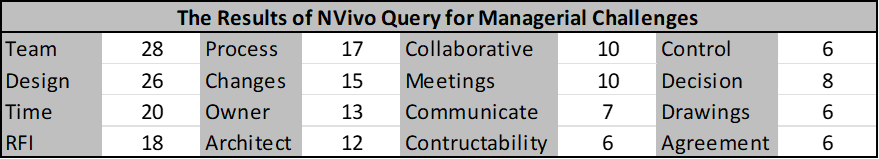 The Results of NVivo Query for Managerial Challenges
Team 28 Process 17 Collaborative 10 Control 6
Design 26 Changes 15 Meetings 10 Decision 8
Time 20 Owner 13 Communicate 7 Drawings 6
RFI 18 Architect 12 Contructability 6 Agreement 6